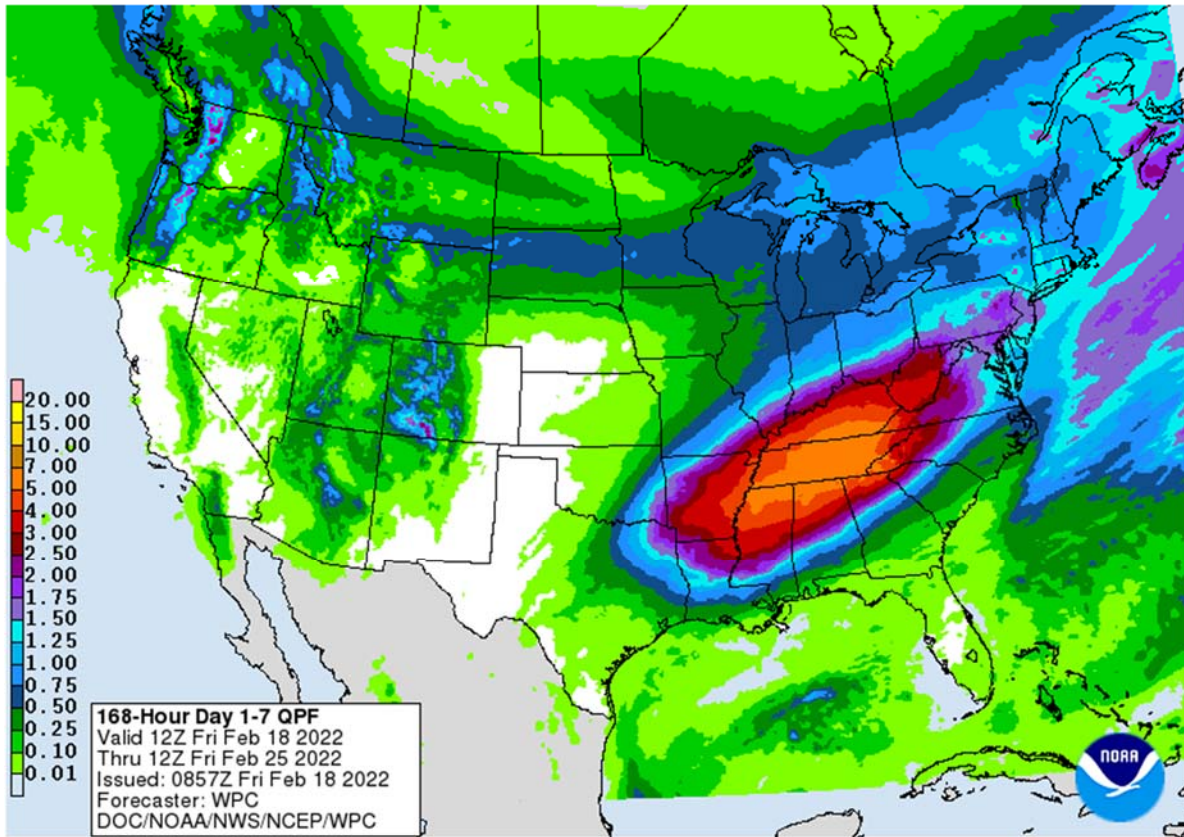 20.00
15.00
10.00
7.00
5.00
4.00
3.00
2.50
2.00
1.75
1.50
1.25
1.00
0.75
0.50
0.25
0.10
0.01
168-Hour Day 1-7 QPF
Valid 12Z Fri Feb 18 2022
Thru 12Z Fri Feb 25 2022
Issued: 0857Z Fri Feb 18 2022
Forecaster: WPC
DOC/NOAA/NWS/NCEP/WPC
NOAA